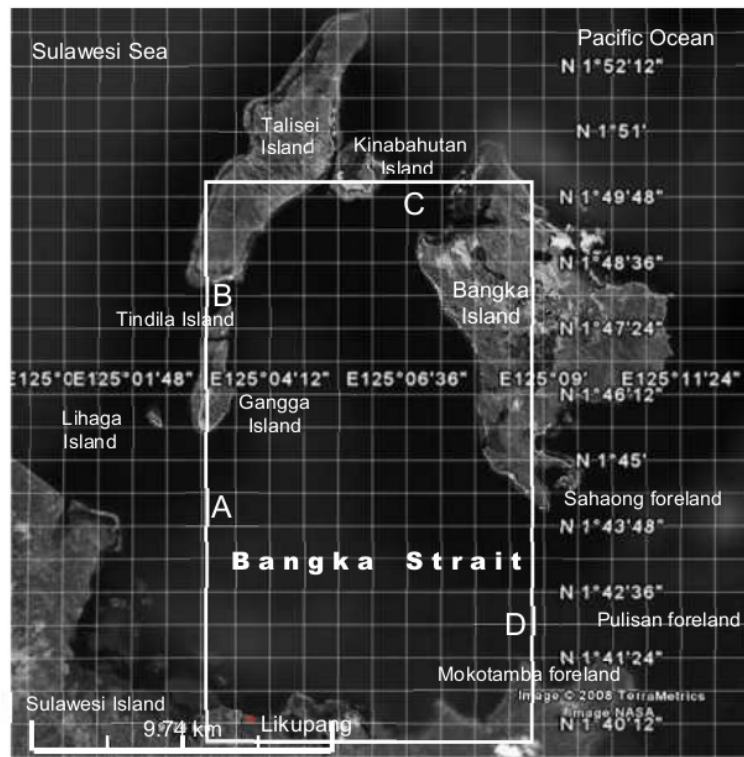 Sulawesi Sea
Pacific Ocean
N 1°52'12"
Talisei
Island
N 1°51'
Kinabahutan
Island
N 1°49'48"
C
N 1°48'36"
B
Bangka
Island
Tindila Island
N 1°47'24"
E125°0
E125°01'48"
E125°04'12"
E125°06'36"
E125°09'
E125°11'24"
N 1°46'12"
Lihaga
Island
Gangga
Island
N 1°45'
A
Sahaong foreland
N 1°43'48"
Bangka Strait
N 1°42'36"
D
Pulisan foreland
N 1°41'24"
Mokotamba foreland
Image © 2008 TerraMetrics
Image NASA
Sulawesi Island
9.74 km
Likupang
N 1°40'12"